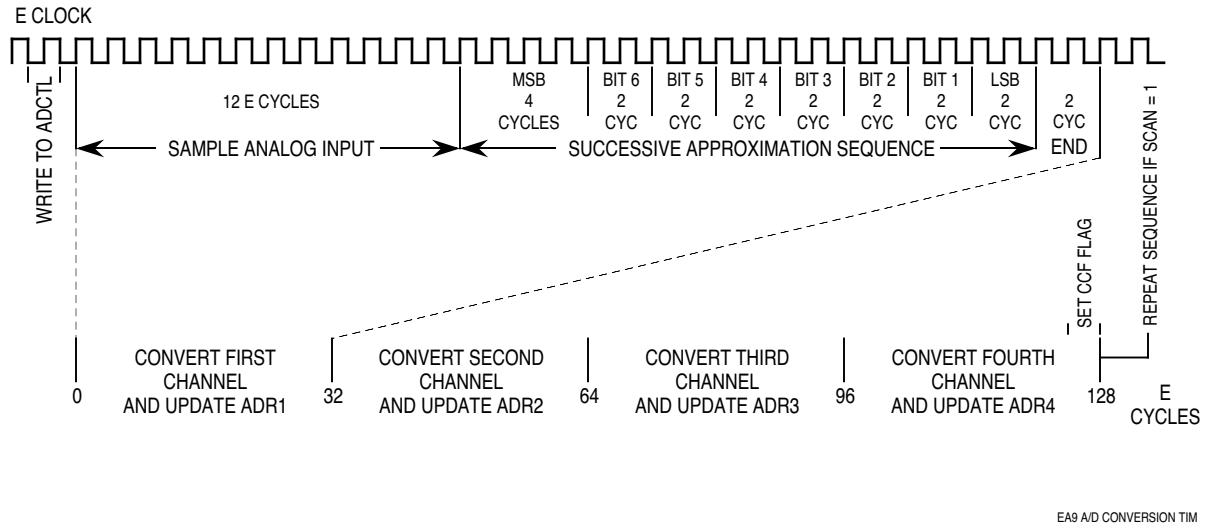 E CLOCK
WRITE TO ADCTL
12 E CYCLES
SAMPLE ANALOG INPUT
MSB
4
CYCLES
BIT 6
2
CYC
BIT 5
2
CYC
BIT 4
2
CYC
BIT 3
2
CYC
BIT 2
2
CYC
BIT 1
2
CYC
LSB
2
CYC
SUCCESSIVE APPROXIMATION SEQUENCE
2
CYC
END
REPEAT SEQUENCE IF SCAN = 1
SET CCF FLAG
0
CONVERT FIRST
CHANNEL
AND UPDATE ADR1
32
CONVERT SECOND
CHANNEL
AND UPDATE ADR2
64
CONVERT THIRD
CHANNEL
AND UPDATE ADR3
96
CONVERT FOURTH
CHANNEL
AND UPDATE ADR4
128
E
CYCLES
EA9 A/D CONVERSION TIM